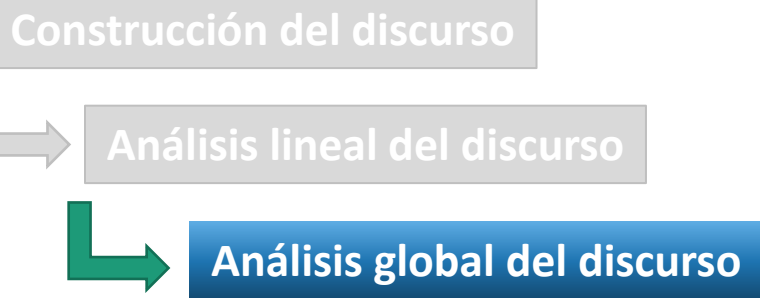 Construcción del discurso
Análisis lineal del discurso
Análisis global del discurso